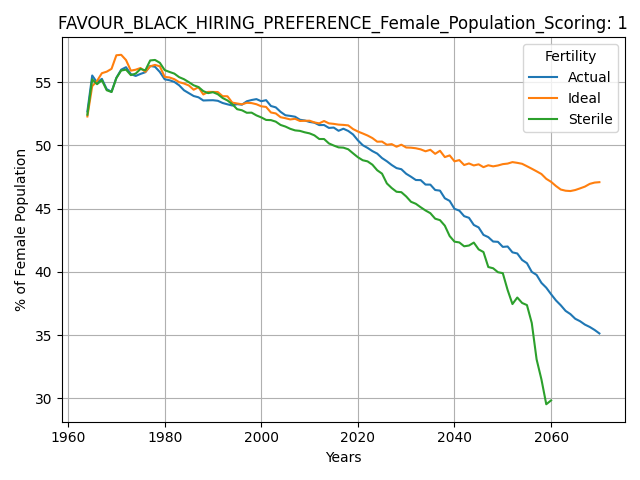 FAVOUR_BLACK_HIRING_PREFERENCE_Female_Population_Scoring: 1
Fertility
Actual
Ideal
Sterile
% of Female Population
55
50
45
40
35
30
1960 1980 2000 2020 2040 2060
Years